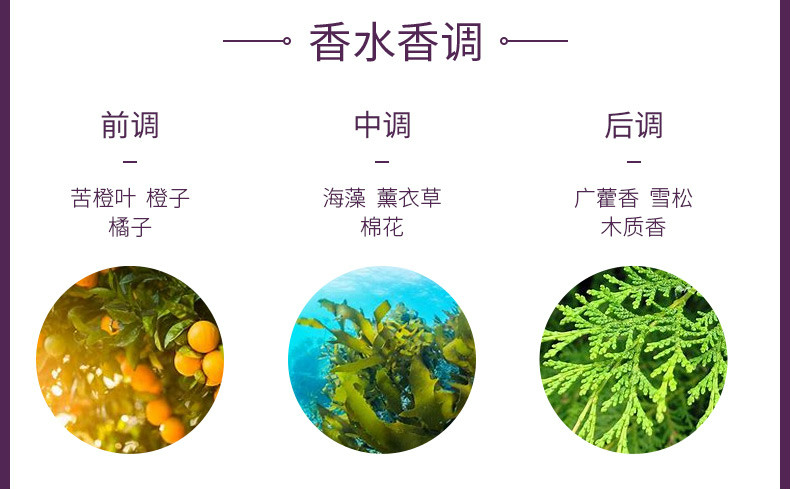 香水香调
前调
苦橙叶 橙子
橘子
中调
海藻 薰衣草
棉花
后调
广藿香 雪松
木质香